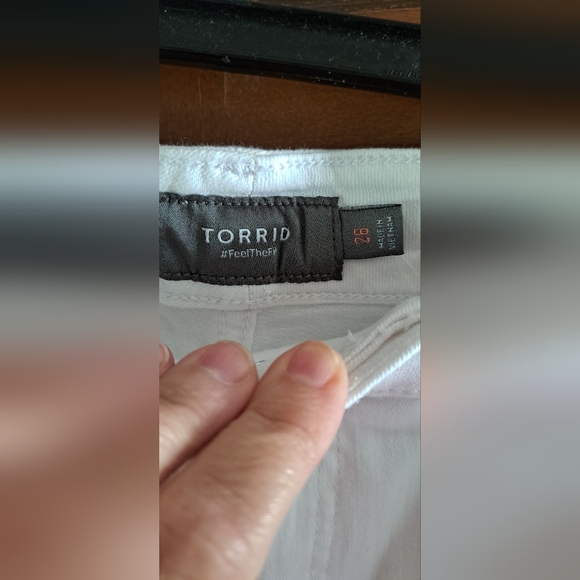 TORRID
#FeelTheFi
26
MADE IN
VIETNAM